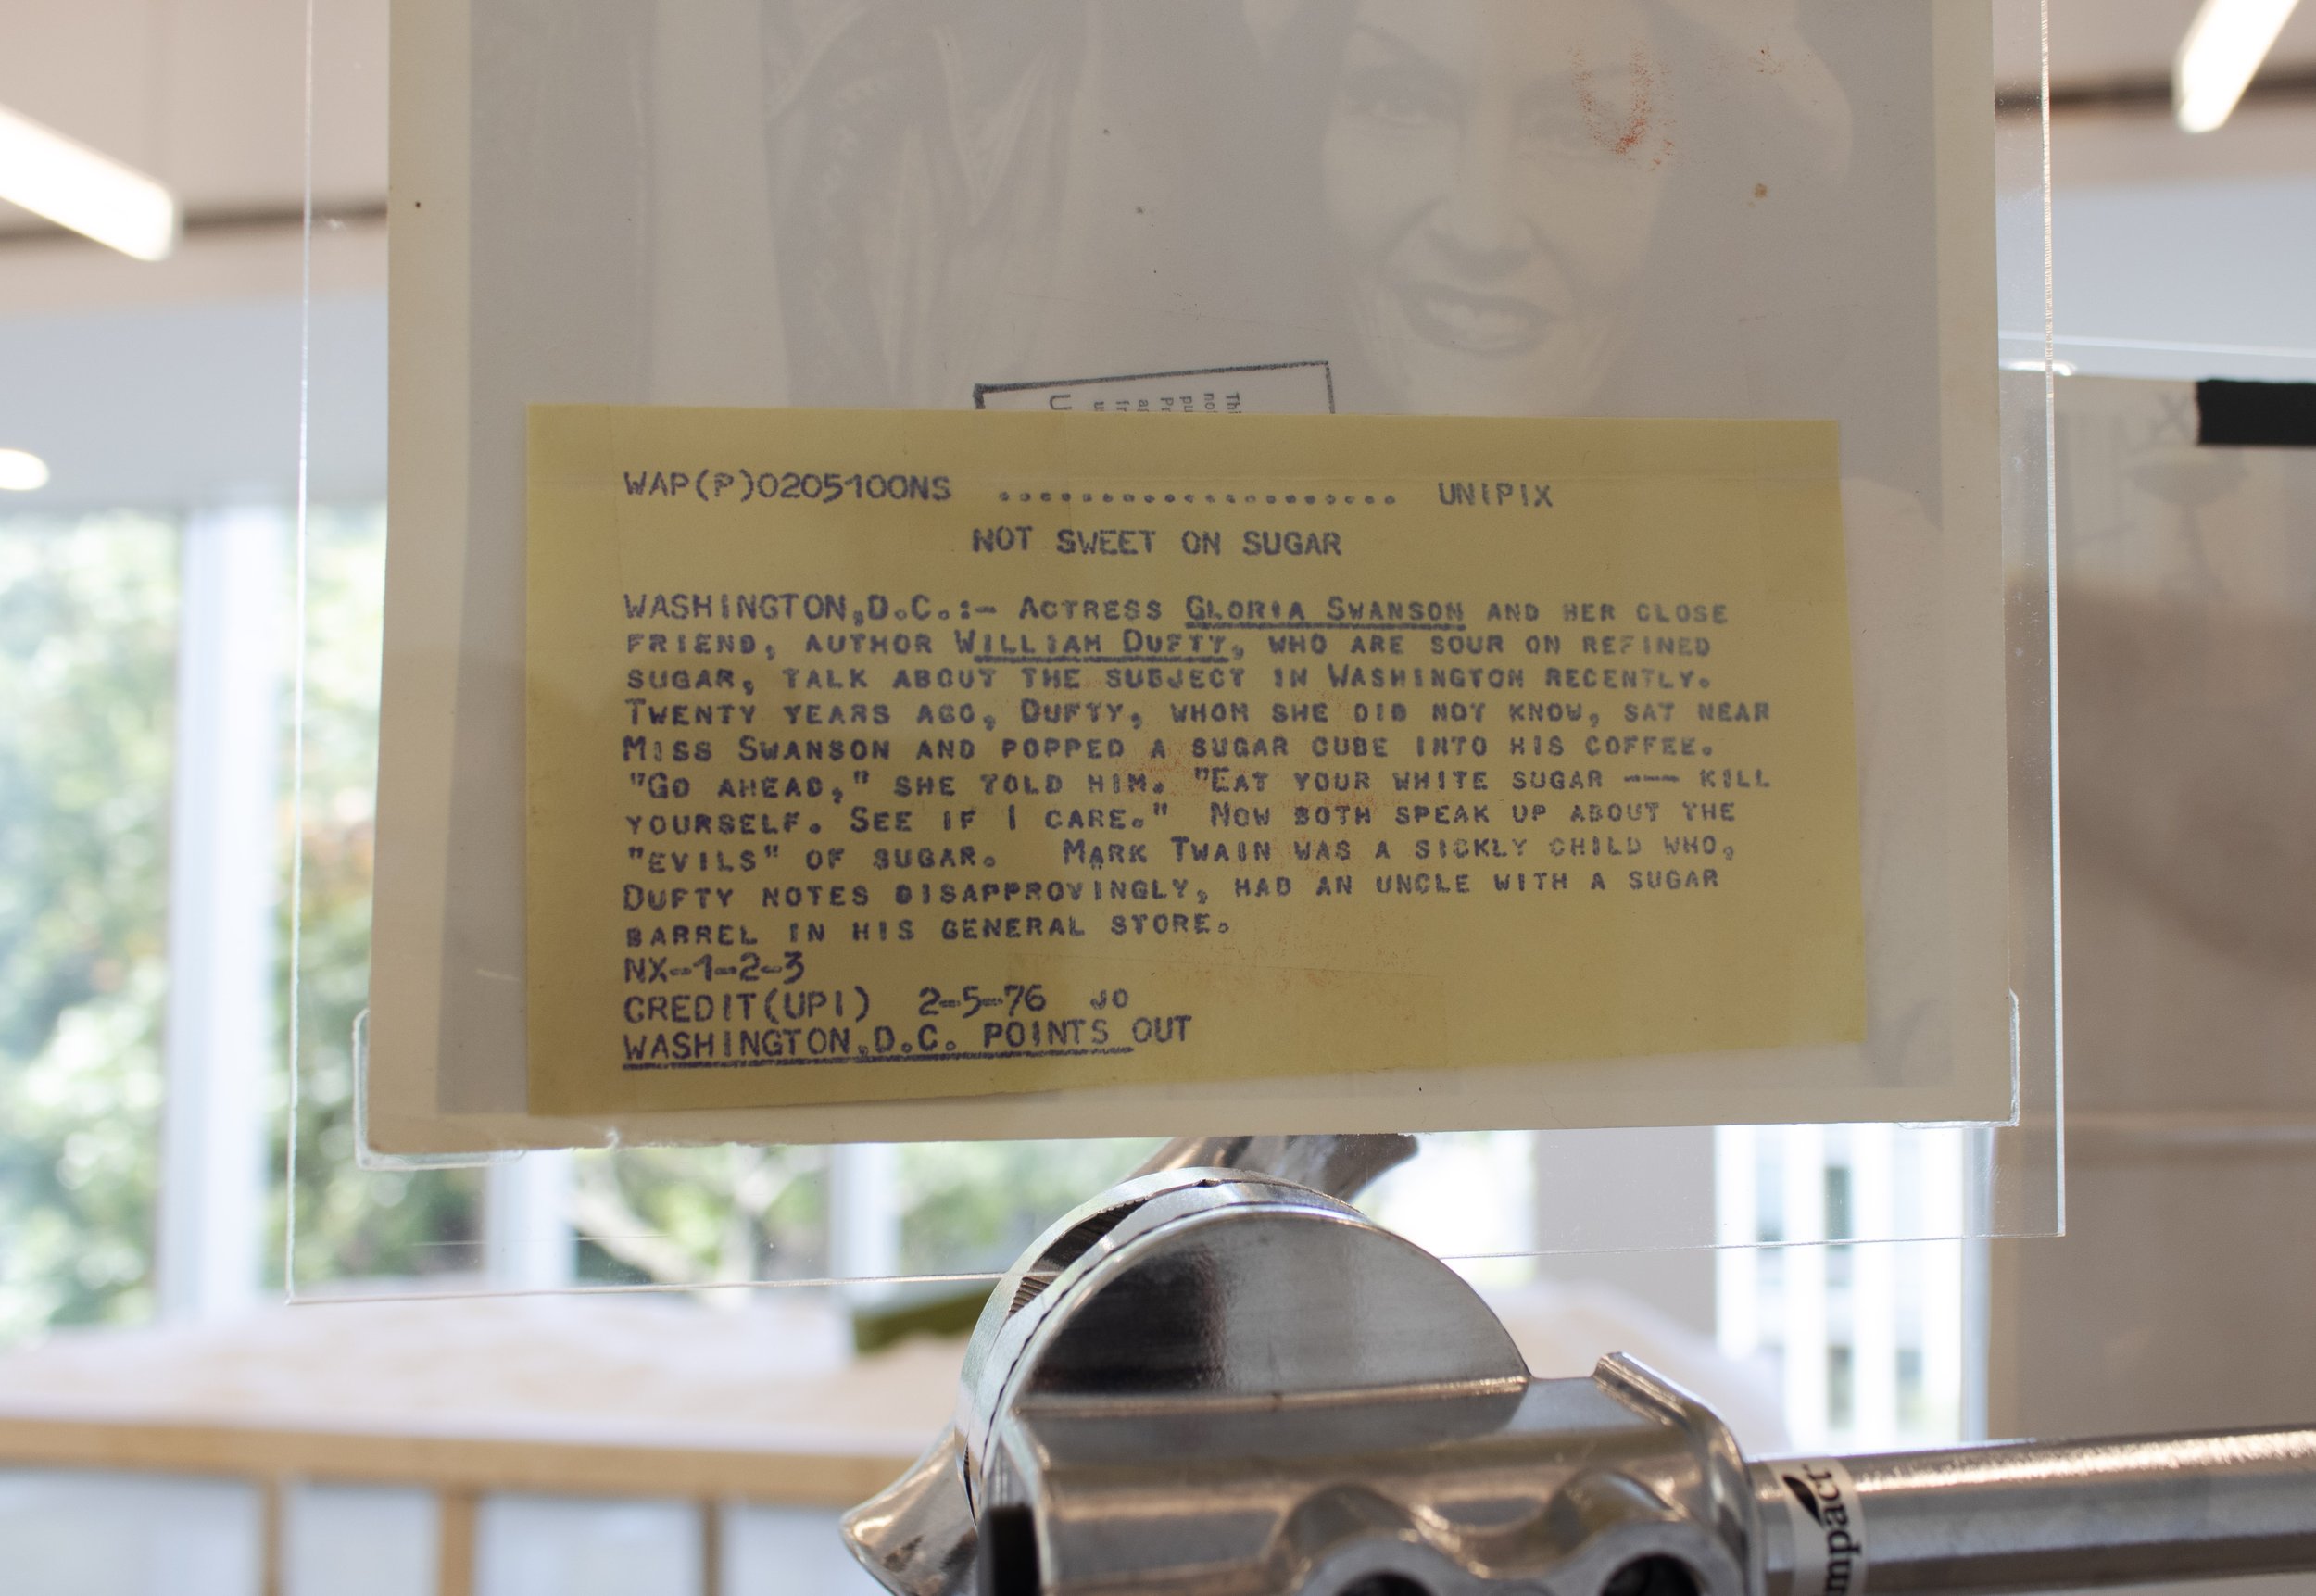 WAP(P)0205100NS ........................ UNIPIX
NOT SWEET ON SUGAR
WASHINGTON,D.C.:- ACTRESS GLORIA SWANSON AND HER CLOSE
FRIEND, AUTHOR WILLIAM DUFTY, WHO ARE SOUR ON REFINED
SUGAR, TALK ABOUT THE SUBJECT IN WASHINGTON RECENTLY.
TWENTY YEARS AGO, DUFTY, WHOM SHE DID NOT KNOW, SAT NEAR
MISS SWANSON AND POPPED A SUGAR CUBE INTO HIS COFFEE.
"GO AHEAD," SHE TOLD HIM. "EAT YOUR WHITE SUGAR --- KILL
YOURSELF. SEE IF I CARE." NOW BOTH SPEAK UP ABOUT THE
"EVILS" OF SUGAR. MARK TWAIN WAS A SICKLY CHILD WHO,
DUFTY NOTES DISAPPROVINGLY, HAD AN UNCLE WITH A SUGAR
BARREL IN HIS GENERAL STORE.
NX-1-2-3
CREDIT(UPI) 2-5-76 JO
WASHINGTON,D.C. POINTS OUT
mpact